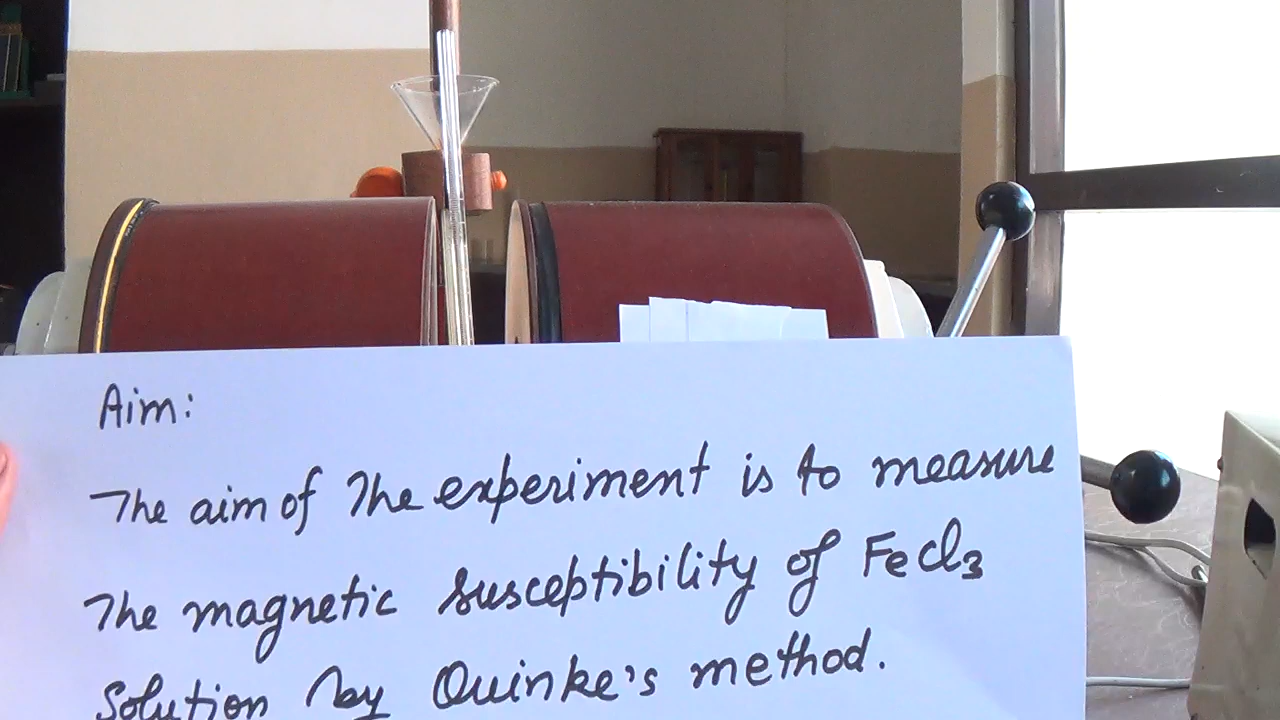 Aim:
The aim of The experiment is to measure
The magnetic susceptibility of FeCl3
Solution by Quinke's method.